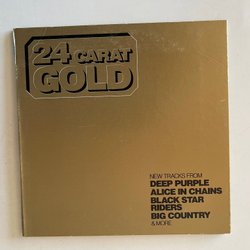 24 CARAT
GOLD
NEW TRACKS FROM
DEEP PURPLE
ALICE IN CHAINS
BLACK STAR
RIDERS
BIG COUNTRY
& MORE